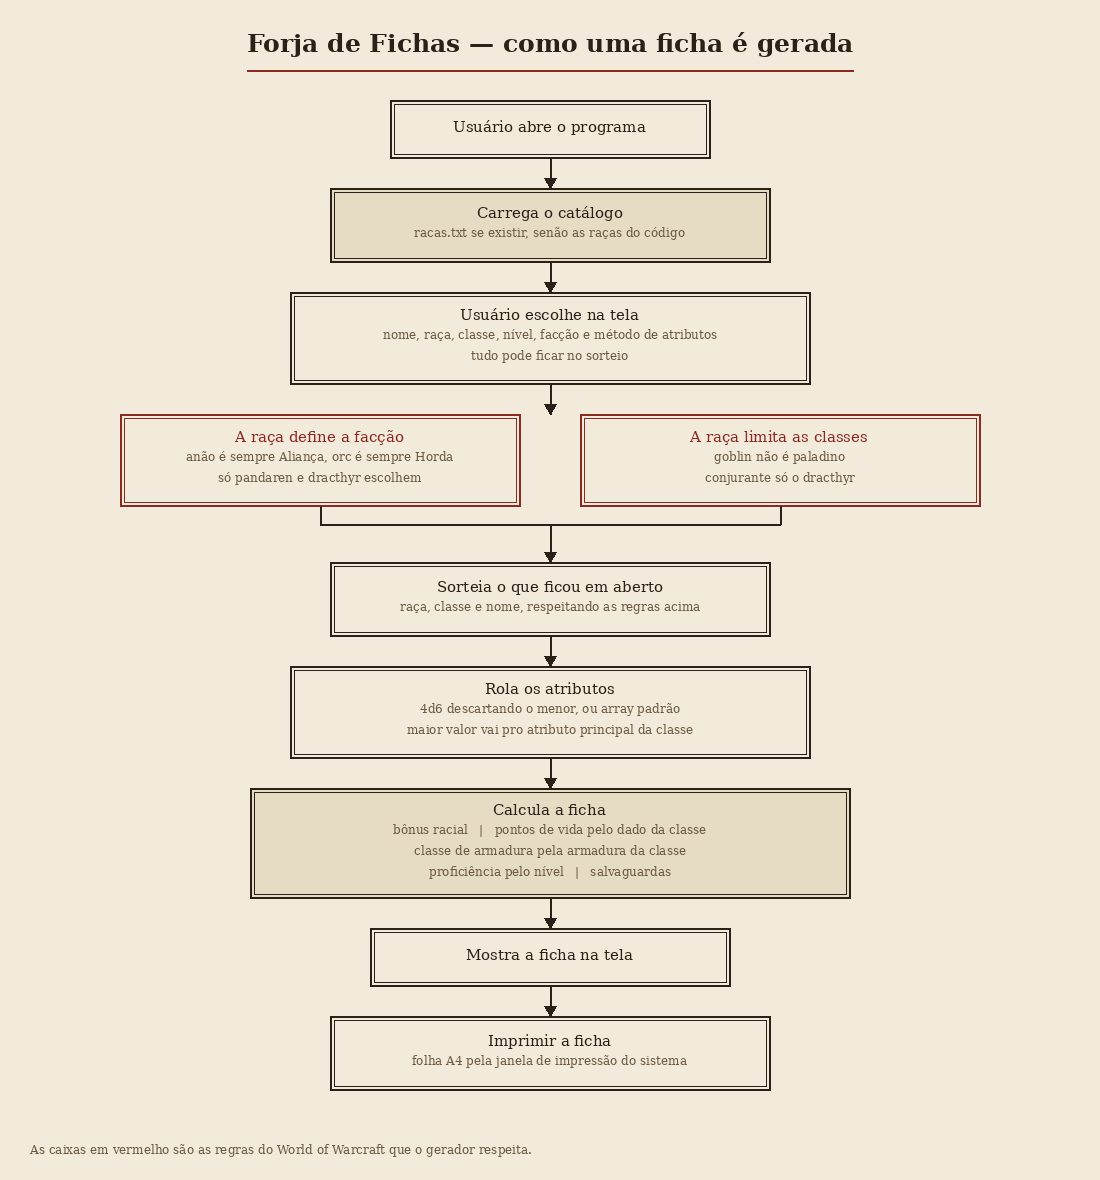 Forja de Fichas — como uma ficha é gerada
Usuário abre o programa
Carrega o catálogo
racas.txt se existir, senão as raças do código
Usuário escolhe na tela
nome, raça, classe, nível, facção e método de atributos
tudo pode ficar no sorteio
A raça define a facção
anão é sempre Aliança, orc é sempre Horda
só pandaren e dracthyr escolhem
A raça limita as classes
goblin não é paladino
conjurante só o dracthyr
Sorteia o que ficou em aberto
raça, classe e nome, respeitando as regras acima
Rola os atributos
4d6 descartando o menor, ou array padrão
maior valor vai pro atributo principal da classe
Calcula a ficha
bônus racial | pontos de vida pelo dado da classe
classe de armadura pela armadura da classe
proficiência pelo nível | salvaguardas
Mostra a ficha na tela
Imprimir a ficha
folha A4 pela janela de impressão do sistema
As caixas em vermelho são as regras do World of Warcraft que o gerador respeita.